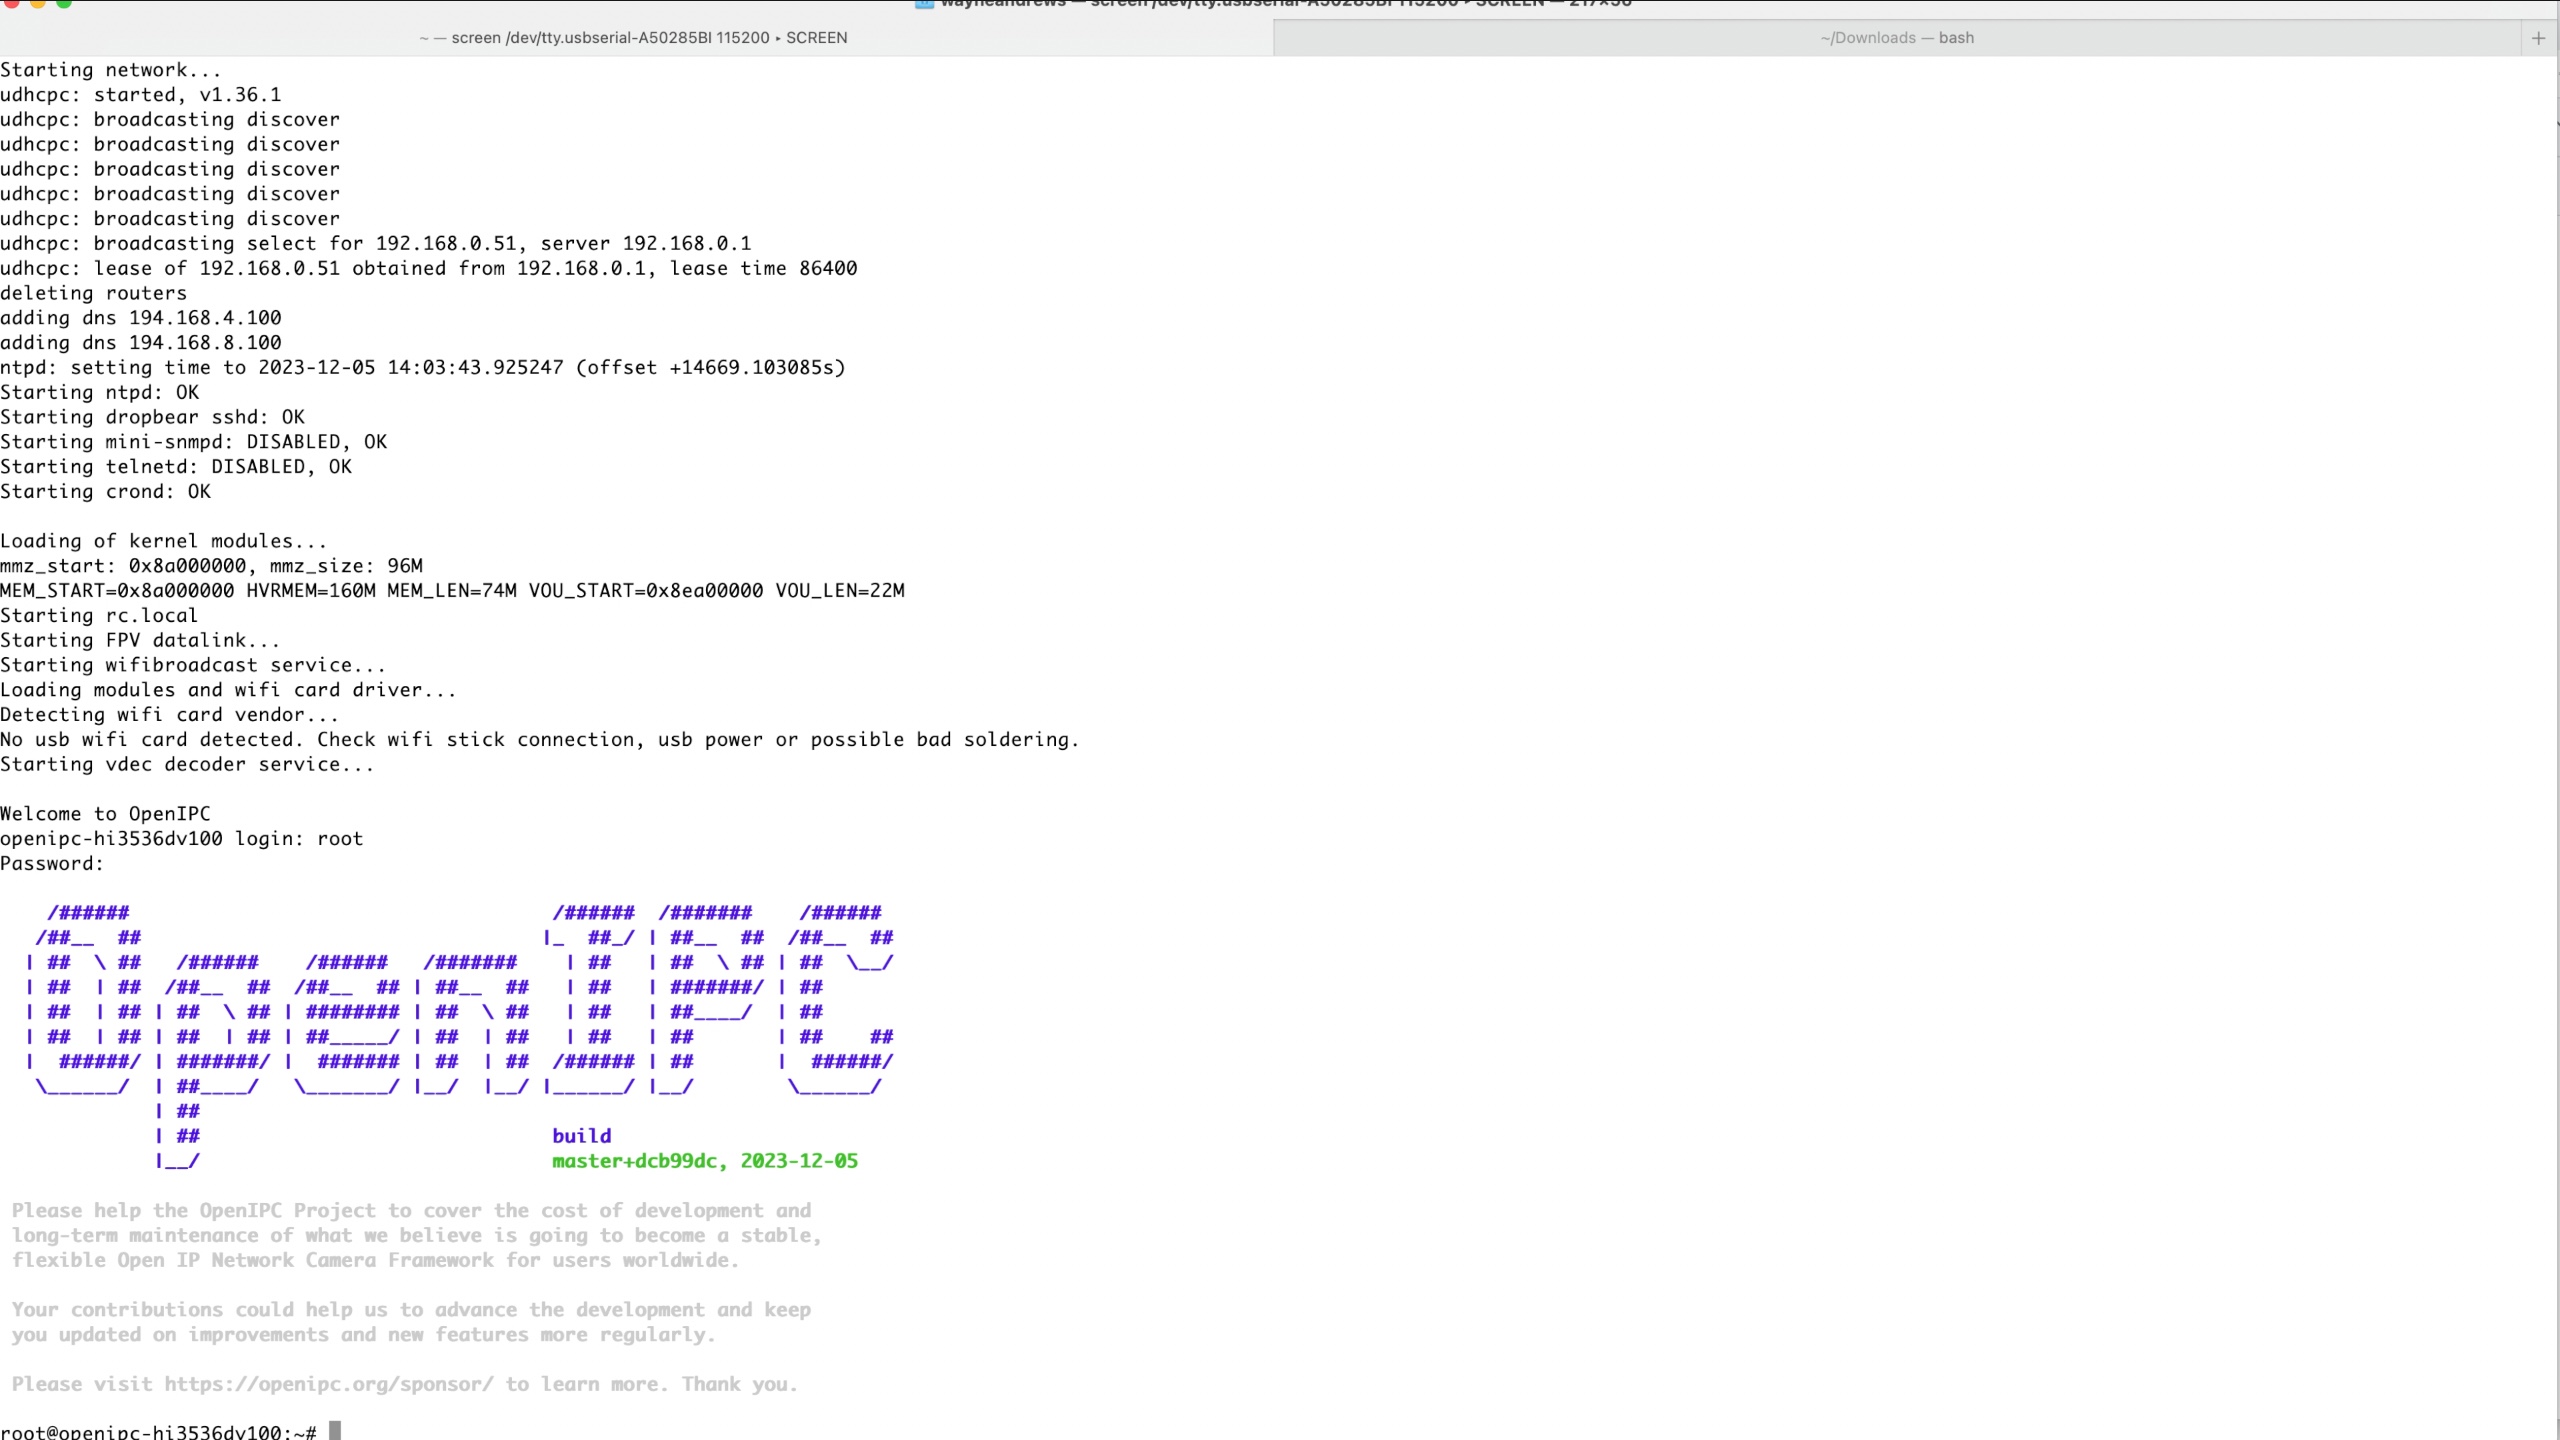 wayneandrews — screen /dev/tty.usbserial-A50285BI 115200 ▸ SCREEN — 217×56
~ — screen /dev/tty.usbserial-A50285BI 115200 ▸ SCREEN
~/Downloads — bash
+
Starting network...
udhcpc: started, v1.36.1
udhcpc: broadcasting discover
udhcpc: broadcasting discover
udhcpc: broadcasting discover
udhcpc: broadcasting discover
udhcpc: broadcasting discover
udhcpc: broadcasting select for 192.168.0.51, server 192.168.0.1
udhcpc: lease of 192.168.0.51 obtained from 192.168.0.1, lease time 86400
deleting routers
adding dns 194.168.4.100
adding dns 194.168.8.100
ntpd: setting time to 2023-12-05 14:03:43.925247 (offset +14669.103085s)
Starting ntpd: OK
Starting dropbear sshd: OK
Starting mini-snmpd: DISABLED, OK
Starting telnetd: DISABLED, OK
Starting crond: OK
Loading of kernel modules...
mmz_start: 0x8a000000, mmz_size: 96M
MEM_START=0x8a000000 HVRMEM=160M MEM_LEN=74M VOU_START=0x8ea00000 VOU_LEN=22M
Starting rc.local
Starting FPV datalink...
Starting wifibroadcast service...
Loading modules and wifi card driver...
Detecting wifi card vendor...
No usb wifi card detected. Check wifi stick connection, usb power or possible bad soldering.
Starting vdec decoder service...
Welcome to OpenIPC
openipc-hi3536dv100 login: root
Password:
OpenIPC
build
master+dcb99dc, 2023-12-05
Please help the OpenIPC Project to cover the cost of development and
long-term maintenance of what we believe is going to become a stable,
flexible Open IP Network Camera Framework for users worldwide.
Your contributions could help us to advance the development and keep
you updated on improvements and new features more regularly.
Please visit https://openipc.org/sponsor/ to learn more. Thank you.
root@openipc-hi3536dv100:~#